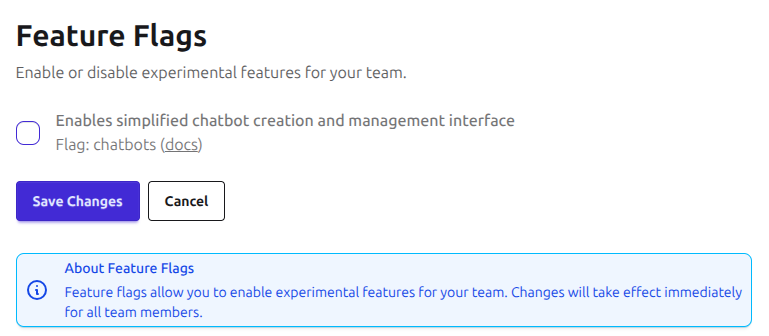 Feature Flags
Enable or disable experimental features for your team.
Enables simplified chatbot creation and management interface
Flag: chatbots (docs)
Save Changes
Cancel
About Feature Flags
Feature flags allow you to enable experimental features for your team. Changes will take effect immediately
for all team members.